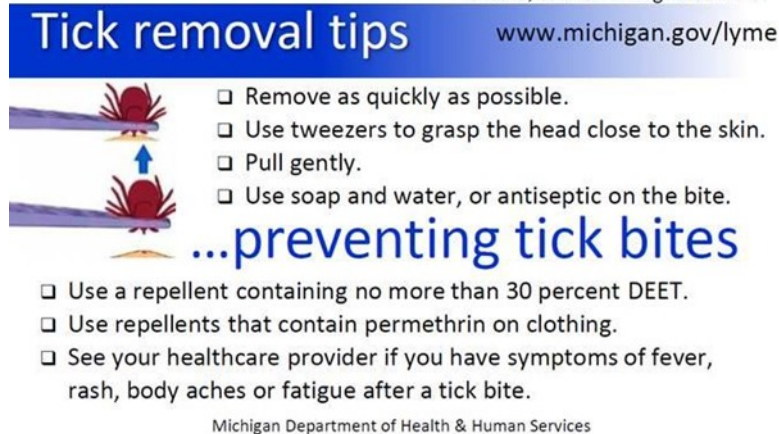 Tick removal tips
www.michigan.gov/lyme
❑ Remove as quickly as possible.
❑ Use tweezers to grasp the head close to the skin.
❑ Pull gently.
❑ Use soap and water, or antiseptic on the bite.
...preventing tick bites
❑ Use a repellent containing no more than 30 percent DEET.
❑ Use repellents that contain permethrin on clothing.
❑ See your healthcare provider if you have symptoms of fever,
rash, body aches or fatigue after a tick bite.
Michigan Department of Health & Human Services